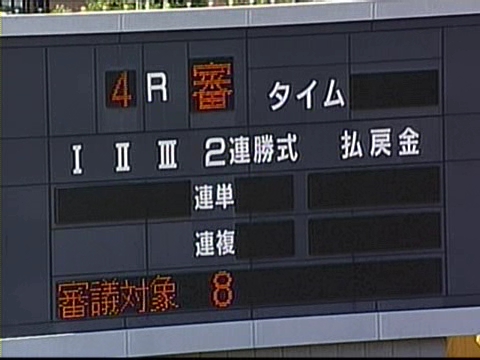 4R 審 タイム
Ⅰ Ⅱ Ⅲ 2連勝式 払戻金
連単
連複
審議対象 8